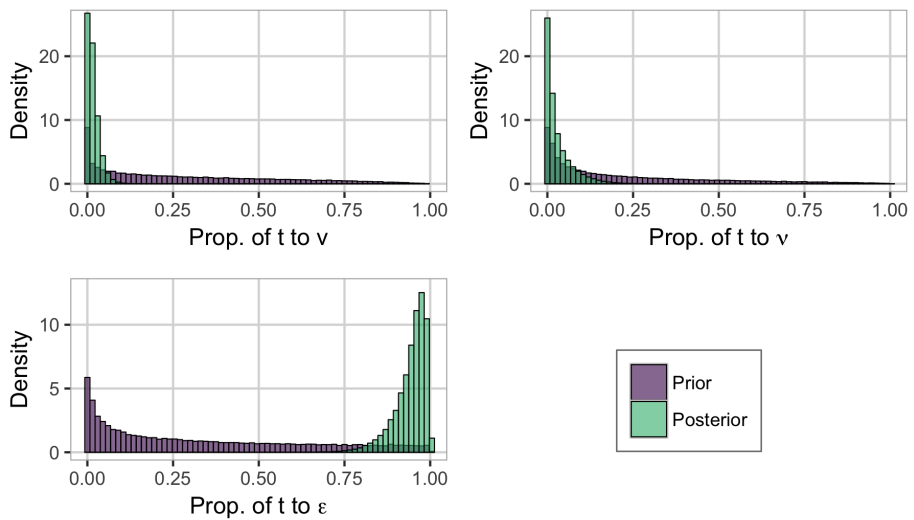 Density
20
10
0
0.00 0.25 0.50 0.75 1.00
Prop. of t to v
Density
20
10
0
0.00 0.25 0.50 0.75 1.00
Prop. of t to ν
Density
10
5
0
0.00 0.25 0.50 0.75 1.00
Prop. of t to ε
Prior
Posterior